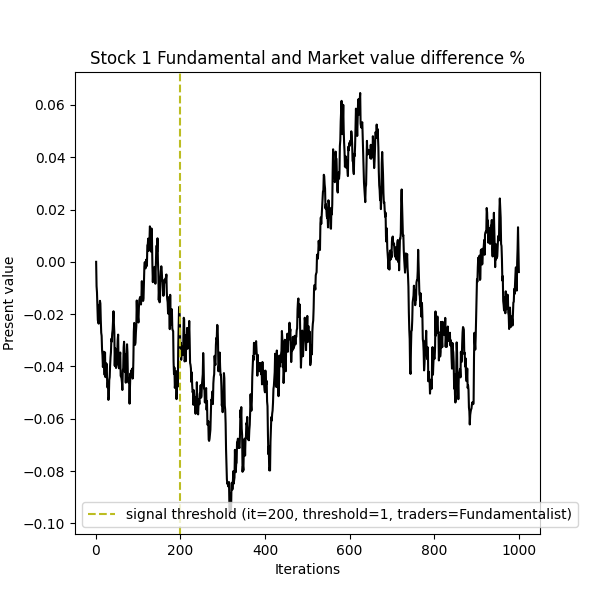 Stock 1 Fundamental and Market value difference %
Present value
0.06
0.04
0.02
0.00
−0.02
−0.04
−0.06
−0.08
−0.10
signal threshold (it=200, threshold=1, traders=Fundamentalist)
0 200 400 600 800 1000
Iterations